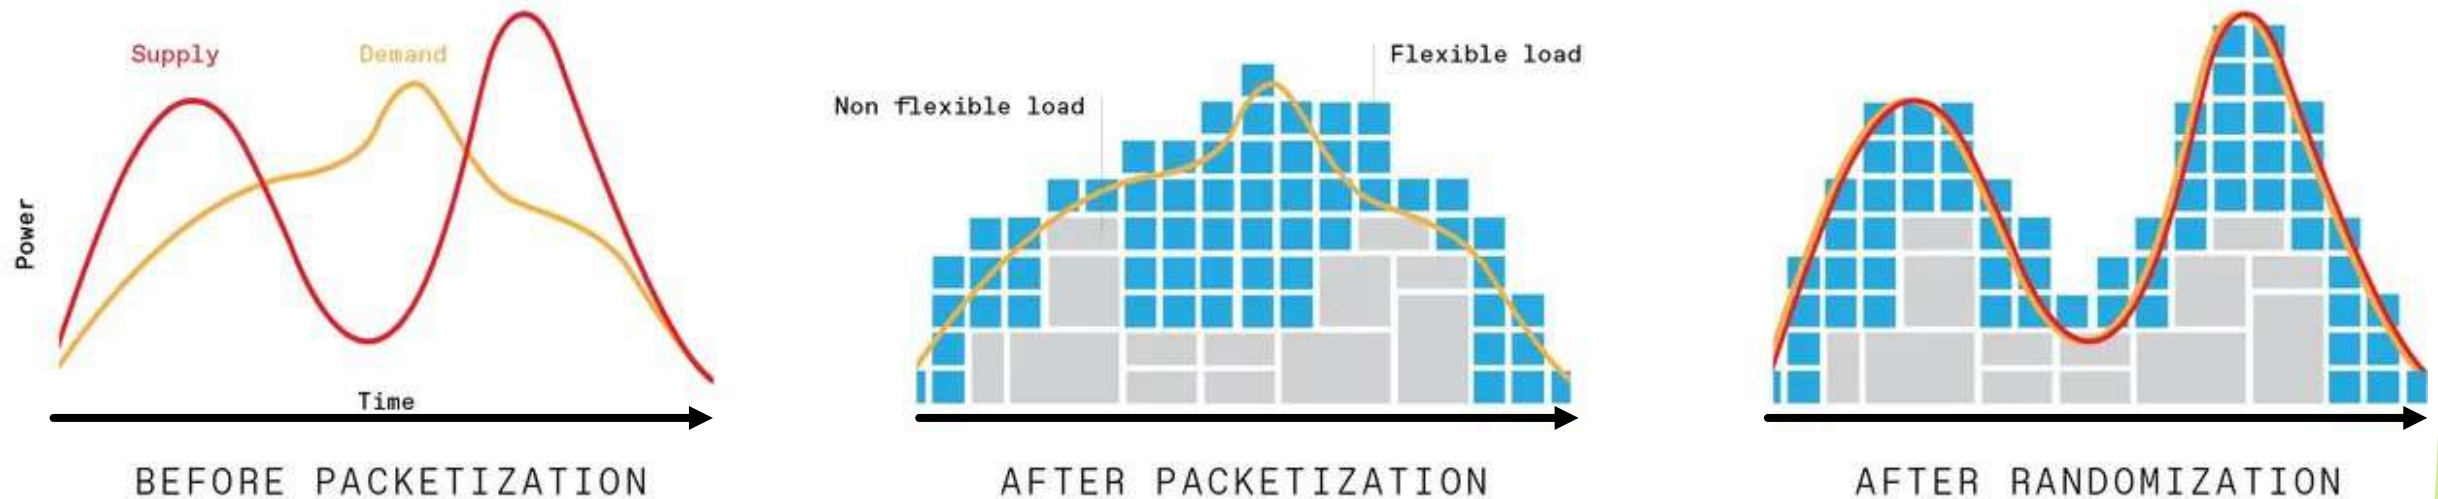 Supply
Demand
Power
Time
BEFORE PACKETIZATION
Non flexible load
Flexible load
AFTER PACKETIZATION
AFTER RANDOMIZATION